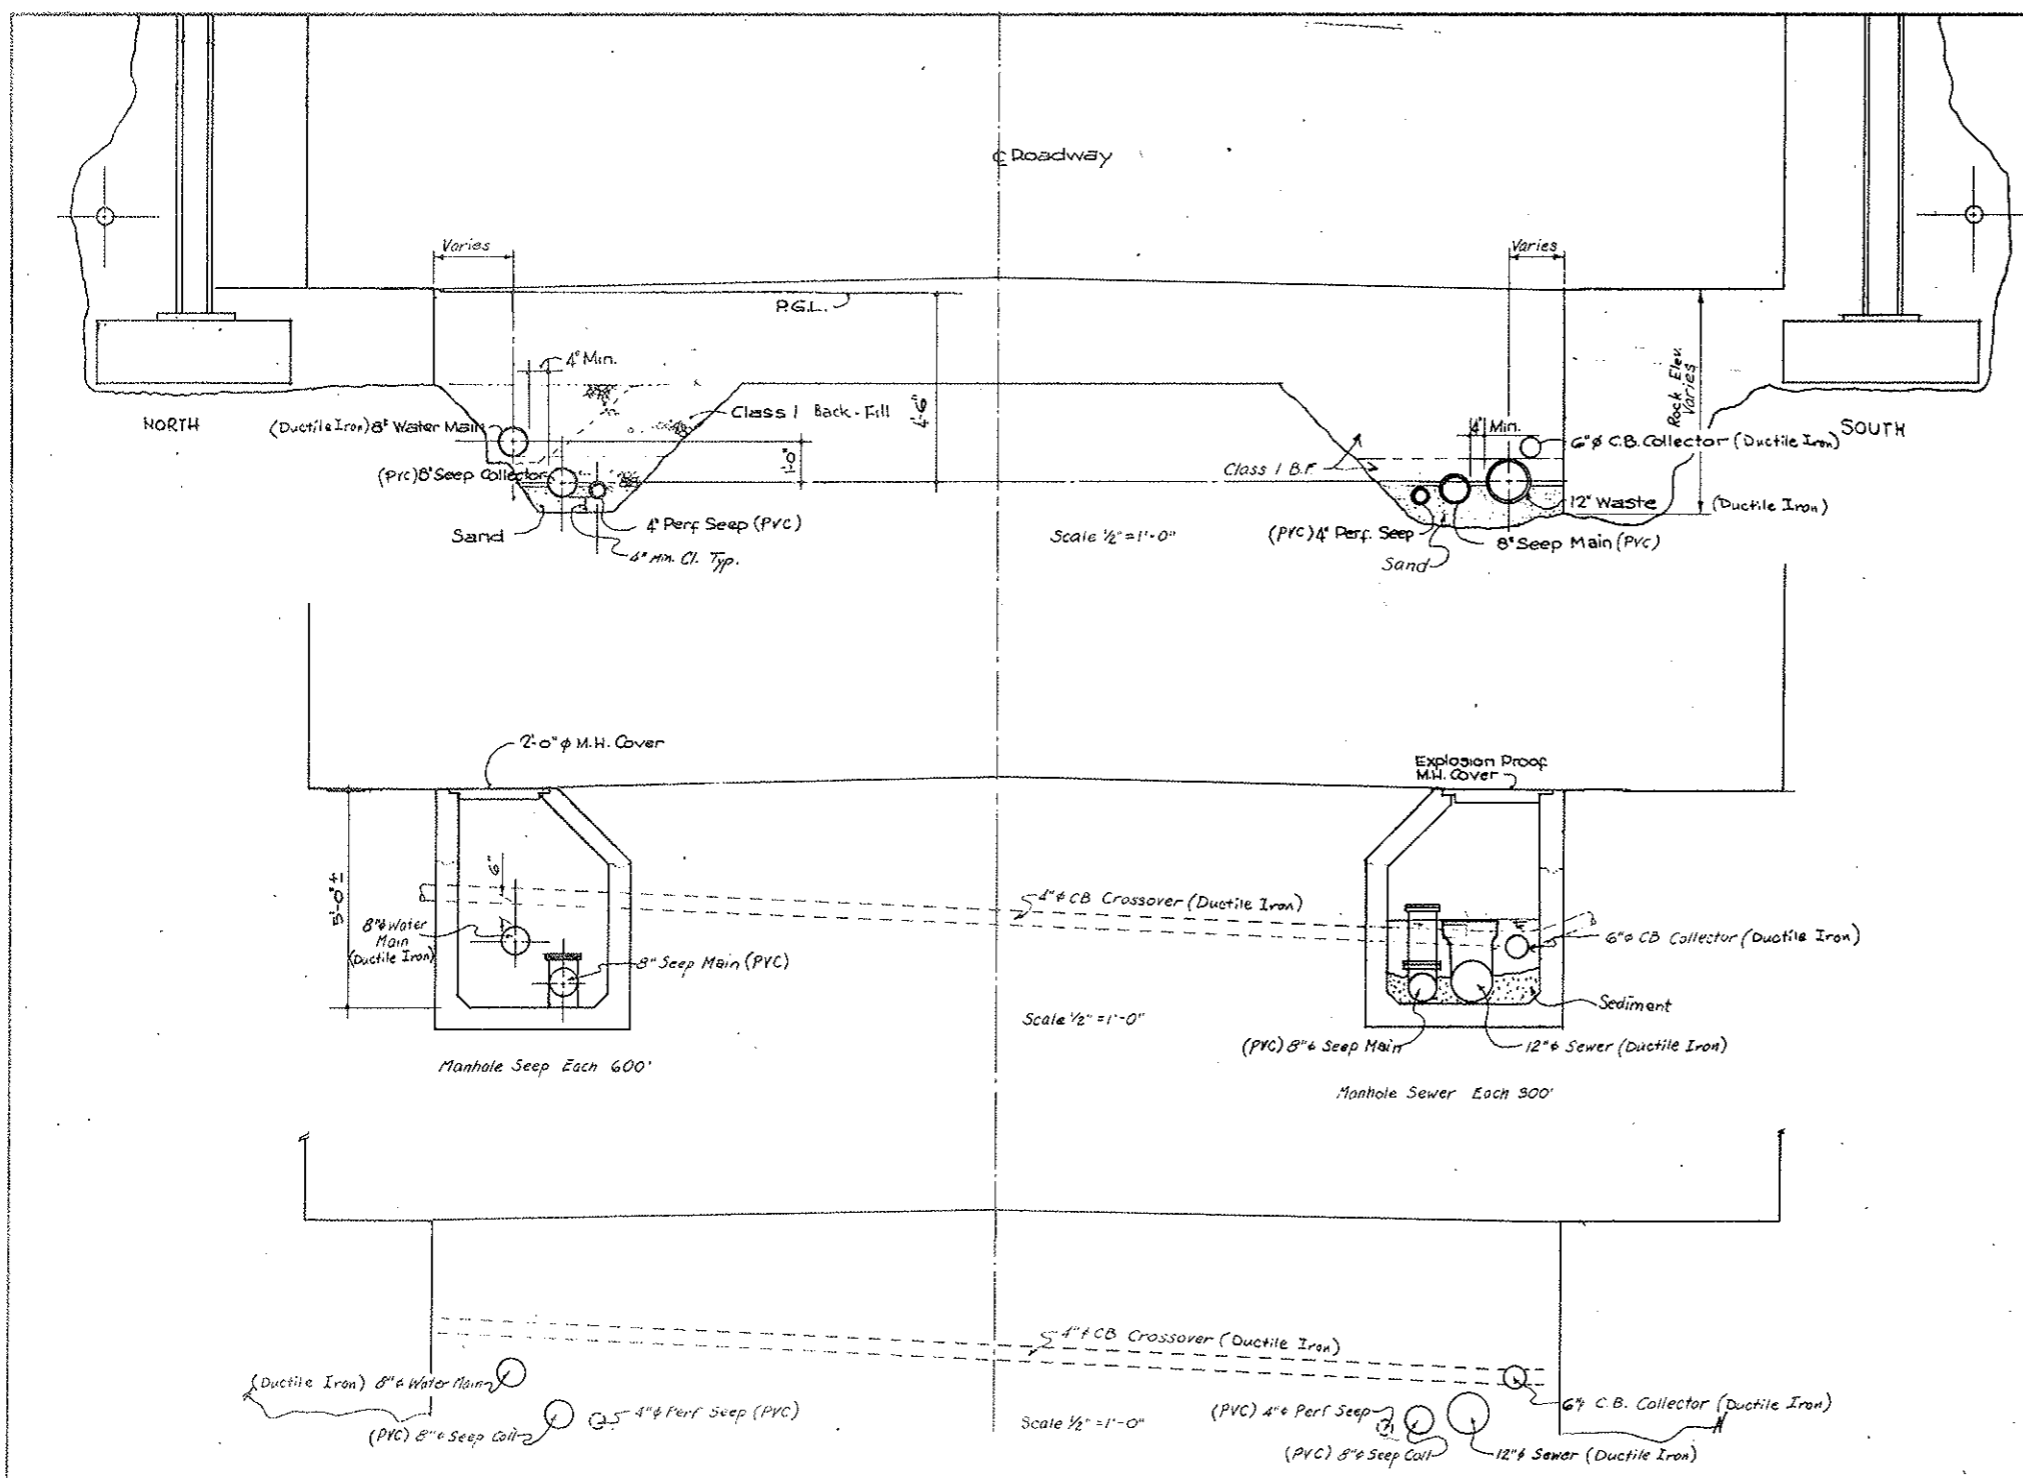 ℄ Roadway
Varies
Varies
P.G.L.
4" Min.
Class 1 Back-Fill
4'-6"
Rock Elev.
Varies
NORTH
(Ductile Iron) 8" Water Main
1'-0"
4" Min.
6"ø C.B. Collector (Ductile Iron)
SOUTH
(PVC) 8" Seep Collector
Class 1 B.F.
Sand
4" Perf Seep (PVC)
4" Min. Cl. Typ.
Scale 1/2" = 1'-0"
(PVC) 4" Perf. Seep
Sand
8" Seep Main (PVC)
12" Waste
(Ductile Iron)
2'-0" ø M.H. Cover
Explosion Proof
M.H. Cover
6"
8"ø Water
Main
(Ductile Iron)
8" Seep Main (PVC)
4"ø CB Crossover (Ductile Iron)
6"ø CB Collector (Ductile Iron)
Sediment
Scale 1/2" = 1'-0"
(PVC) 8"ø Seep Main
12"ø Sewer (Ductile Iron)
Manhole Seep Each 600'
Manhole Sewer Each 300'
4"ø CB Crossover (Ductile Iron)
(Ductile Iron) 8"ø Water Main
(PVC) 8"ø Seep Coll
4"ø Perf Seep (PVC)
Scale 1/2" = 1'-0"
(PVC) 4"ø Perf Seep
(PVC) 8"ø Seep Coll
6"ø C.B. Collector (Ductile Iron)
12"ø Sewer (Ductile Iron)